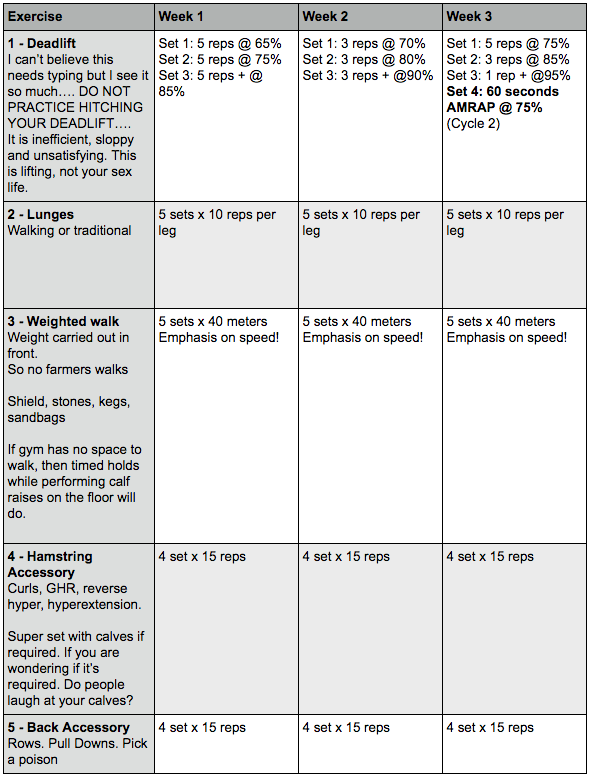 Exercise
Week 1
Week 2
Week 3
1 - Deadlift
I can't believe this
needs typing but I see it
so much…. DO NOT
PRACTICE HITCHING
YOUR DEADLIFT….
It is inefficient, sloppy
and unsatisfying. This
is lifting, not your sex
life.
Set 1: 5 reps @ 65%
Set 2: 5 reps @ 75%
Set 3: 5 reps + @
85%
Set 1: 3 reps @ 70%
Set 2: 3 reps @ 80%
Set 3: 3 reps + @90%
Set 1: 5 reps @ 75%
Set 2: 3 reps @ 85%
Set 3: 1 rep + @95%
Set 4: 60 seconds
AMRAP @ 75%
(Cycle 2)
2 - Lunges
Walking or traditional
5 sets x 10 reps per
leg
5 sets x 10 reps per
leg
5 sets x 10 reps per
leg
3 - Weighted walk
Weight carried out in
front.
So no farmers walks
Shield, stones, kegs,
sandbags
If gym has no space to
walk, then timed holds
while performing calf
raises on the floor will
do.
5 sets x 40 meters
Emphasis on speed!
5 sets x 40 meters
Emphasis on speed!
5 sets x 40 meters
Emphasis on speed!
4 - Hamstring
Accessory
Curls, GHR, reverse
hyper, hyperextension.
Super set with calves if
required. If you are
wondering if it's
required. Do people
laugh at your calves?
4 set x 15 reps
4 set x 15 reps
4 set x 15 reps
5 - Back Accessory
Rows. Pull Downs. Pick
a poison
4 set x 15 reps
4 set x 15 reps
4 set x 15 reps